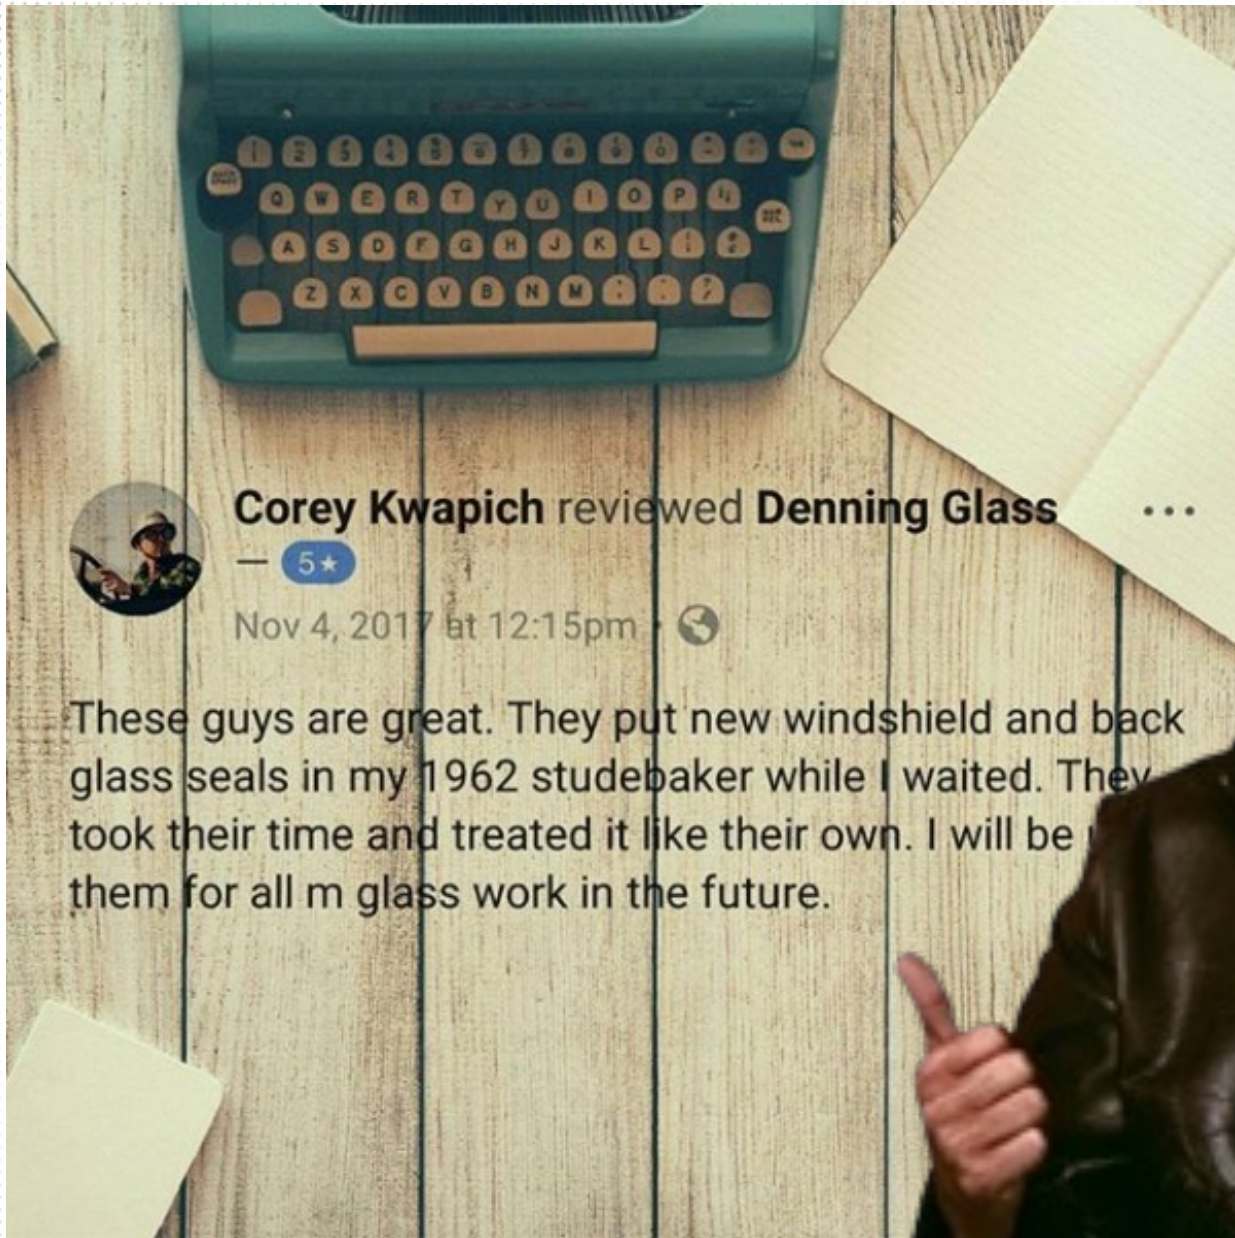 Q W E R T Y U I O P
A S D F G H J K L
Z X C V B N M
Corey Kwapich reviewed Denning Glass
— 5★
Nov 4, 2017 at 12:15pm ·
These guys are great. They put new windshield and back
glass seals in my 1962 studebaker while I waited. They
took their time and treated it like their own. I will be
them for all m glass work in the future.